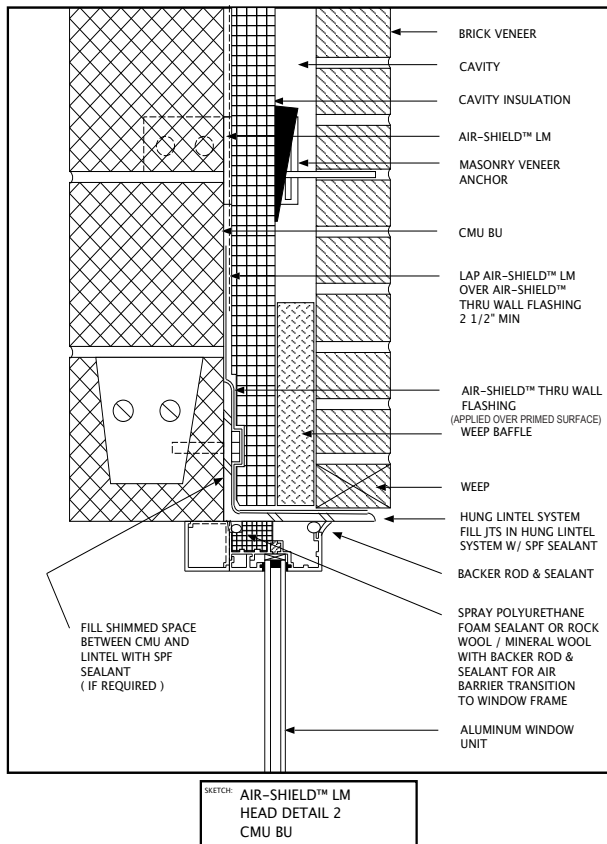 BRICK VENEER
CAVITY
CAVITY INSULATION
AIR-SHIELD™ LM
MASONRY VENEER
ANCHOR
CMU BU
LAP AIR-SHIELD™ LM
OVER AIR-SHIELD™
THRU WALL FLASHING
2 1/2" MIN
AIR-SHIELD™ THRU WALL
FLASHING
(APPLIED OVER PRIMED SURFACE)
WEEP BAFFLE
WEEP
HUNG LINTEL SYSTEM
FILL JTS IN HUNG LINTEL
SYSTEM W/ SPF SEALANT
BACKER ROD & SEALANT
SPRAY POLYURETHANE
FOAM SEALANT OR ROCK
WOOL / MINERAL WOOL
WITH BACKER ROD &
SEALANT FOR AIR
BARRIER TRANSITION
TO WINDOW FRAME
ALUMINUM WINDOW
UNIT
FILL SHIMMED SPACE
BETWEEN CMU AND
LINTEL WITH SPF
SEALANT
( IF REQUIRED )
SKETCH: AIR-SHIELD™ LM
HEAD DETAIL 2
CMU BU